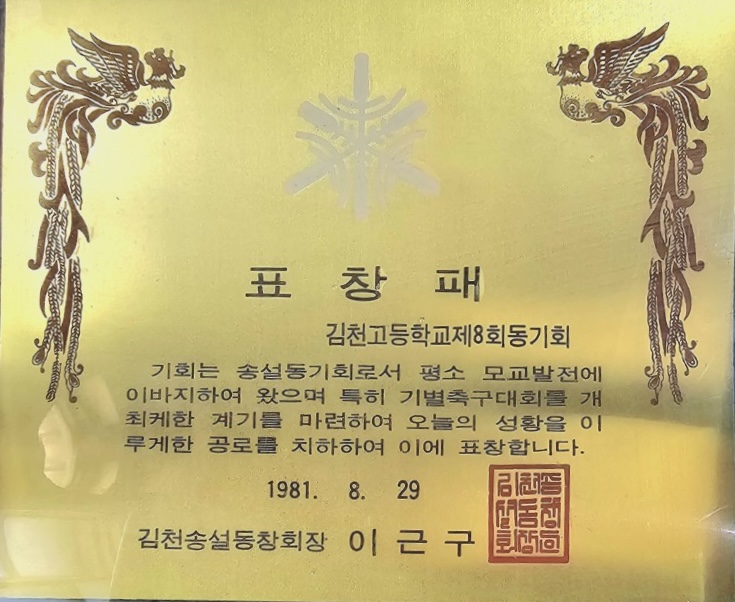 표 창 패
김천고등학교제8회동기회
기회는 송설동기회로서 평소 모교발전에
이바지하여 왔으며 특히 기별축구대회를 개
최케한 계기를 마련하여 오늘의 성황을 이
루게한 공로를 치하하여 이에 표창합니다.
1981. 8. 29
김천송설동창회장 이 근 구